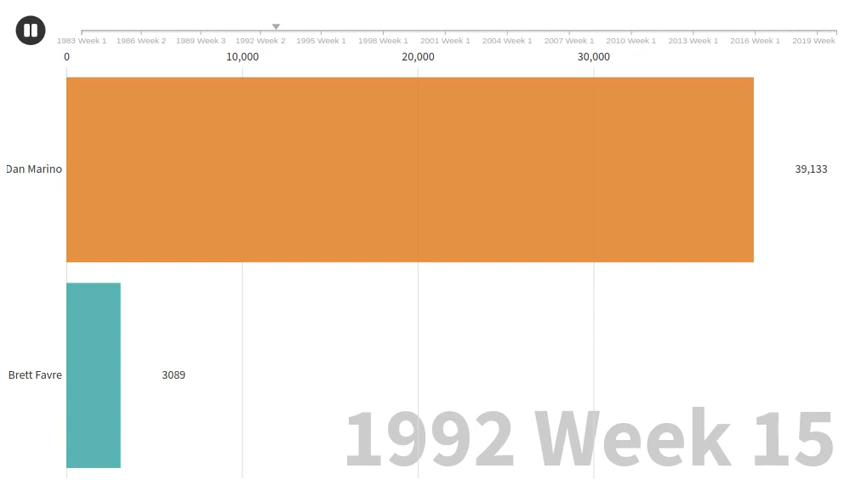 1983 Week 1 1986 Week 2 1989 Week 3 1992 Week 2 1995 Week 1 1998 Week 1 2001 Week 1 2004 Week 1 2007 Week 1 2010 Week 1 2013 Week 1 2016 Week 1 2019 Week
0 10,000 20,000 30,000
Dan Marino 39,133
Brett Favre 3089
1992 Week 15